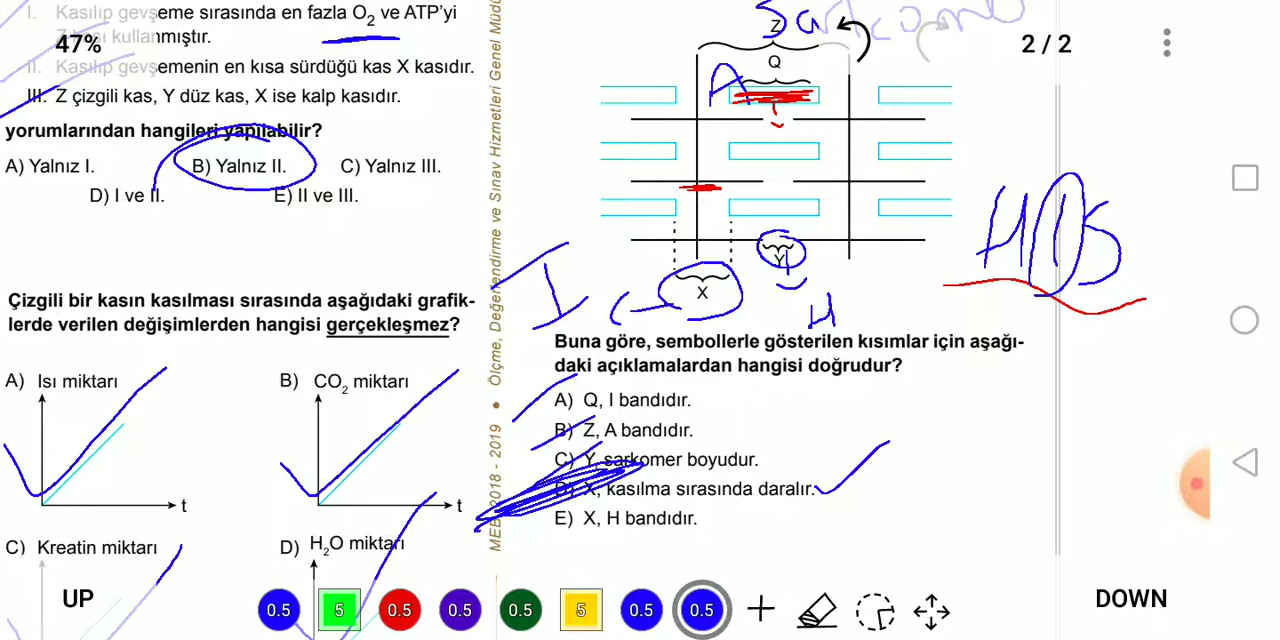 I. Kasılıp gevşeme sırasında en fazla O2 ve ATP’yi
Z kası kullanmıştır.
47%
II. Kasılıp gevşemenin en kısa sürdüğü kas X kasıdır.
III. Z çizgili kas, Y düz kas, X ise kalp kasıdır.
yorumlarından hangileri yapılabilir?
A) Yalnız I.
B) Yalnız II.
C) Yalnız III.
D) I ve II.
E) II ve III.
Çizgili bir kasın kasılması sırasında aşağıdaki grafik-
lerde verilen değişimlerden hangisi gerçekleşmez?
A) Isı miktarı
t
B) CO2 miktarı
t
C) Kreatin miktarı
D) H2O miktarı
MEB 2018 - 2019 ● Ölçme, Değerlendirme ve Sınav Hizmetleri Genel Müdü
2 / 2
Z
Q
A
X
Y
I
H
HIS
Buna göre, sembollerle gösterilen kısımlar için aşağı-
daki açıklamalardan hangisi doğrudur?
A) Q, I bandıdır.
B) Z, A bandıdır.
C) Y, sarkomer boyudur.
D) X, kasılma sırasında daralır.
E) X, H bandıdır.
UP
0.5 5 0.5 0.5 0.5 5 0.5 0.5
DOWN